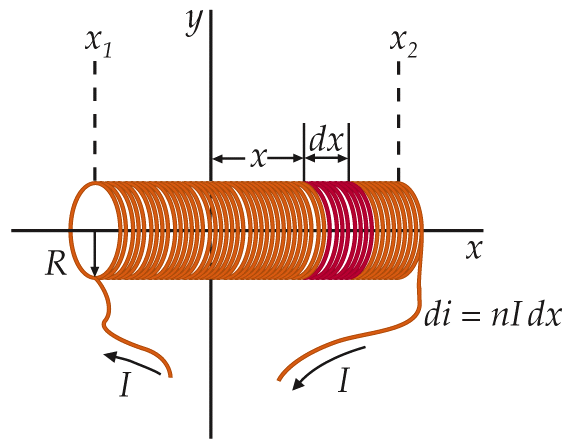 y
x₁
x₂
dx
x
x
R
di = nI dx
I
I